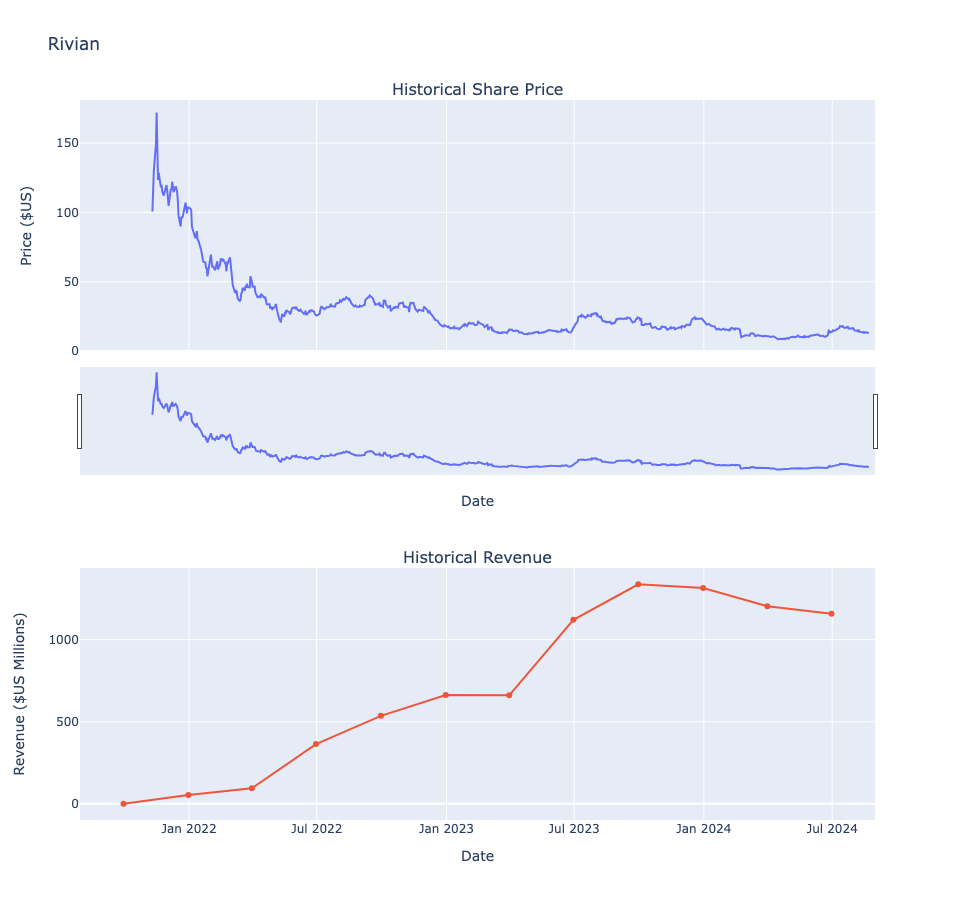 Rivian
Historical Share Price
Price ($US)
150
100
50
0
Date
Historical Revenue
Revenue ($US Millions)
1000
500
0
Jan 2022 Jul 2022 Jan 2023 Jul 2023 Jan 2024 Jul 2024
Date